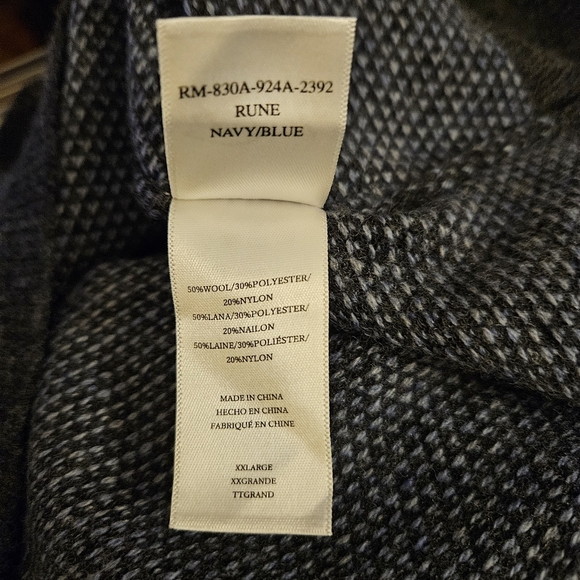 RM-830A-924A-2392
RUNE
NAVY/BLUE
50%WOOL/30%POLYESTER/
20%NYLON
50%LANA/30%POLYESTER/
20%NAILON
50%LAINE/30%POLIÉSTER/
20%NYLON
MADE IN CHINA
HECHO EN CHINA
FABRIQUÉ EN CHINE
XXLARGE
XXGRANDE
TTGRAND